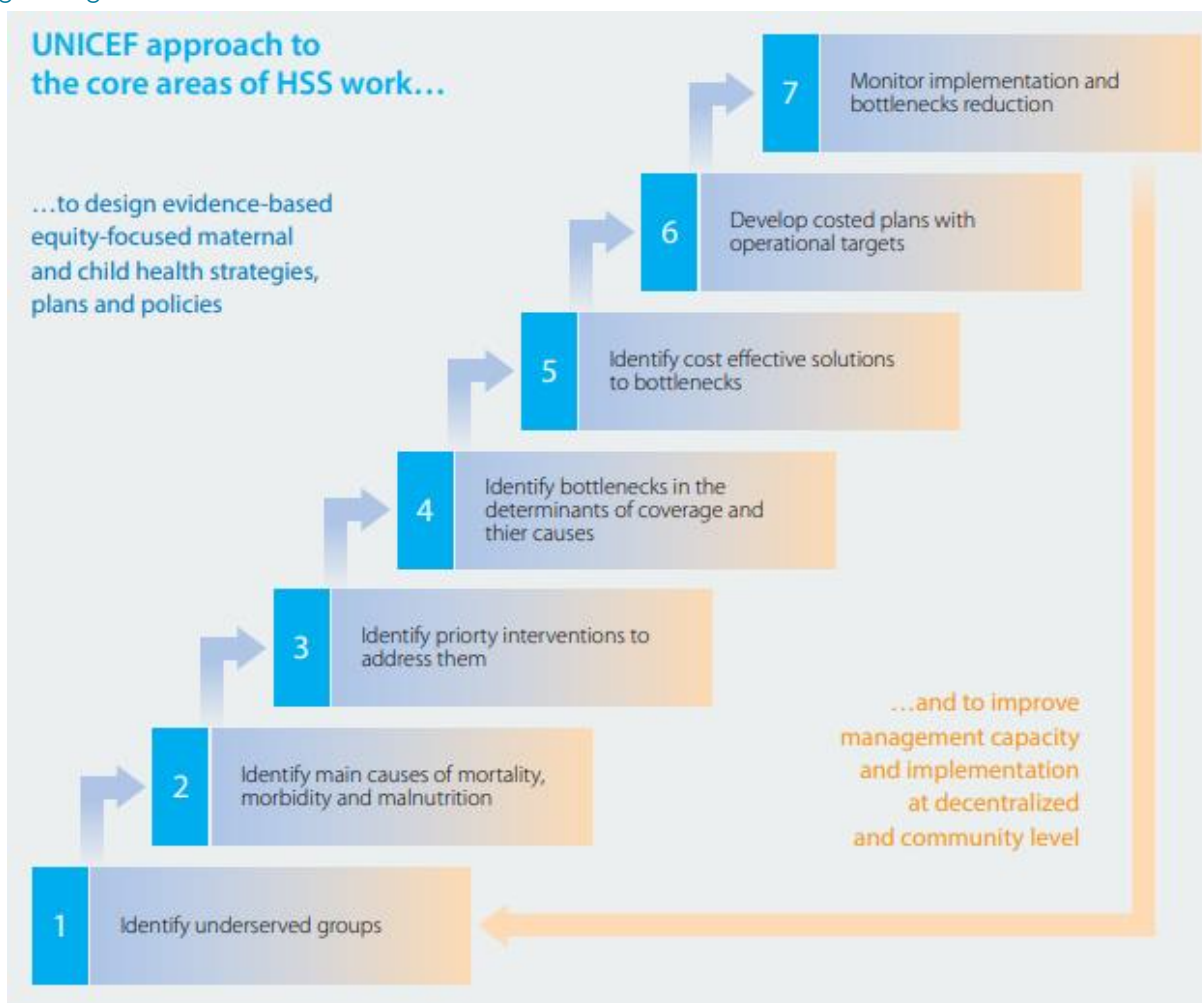 UNICEF approach to
the core areas of HSS work…
…to design evidence-based
equity-focused maternal
and child health strategies,
plans and policies
7
Monitor implementation and
bottlenecks reduction
6
Develop costed plans with
operational targets
5
Identify cost effective solutions
to bottlenecks
4
Identify bottlenecks in the
determinants of coverage and
thier causes
3
Identify priorty interventions to
address them
2
Identify main causes of mortality,
morbidity and malnutrition
1
Identify underserved groups
…and to improve
management capacity
and implementation
at decentralized
and community level